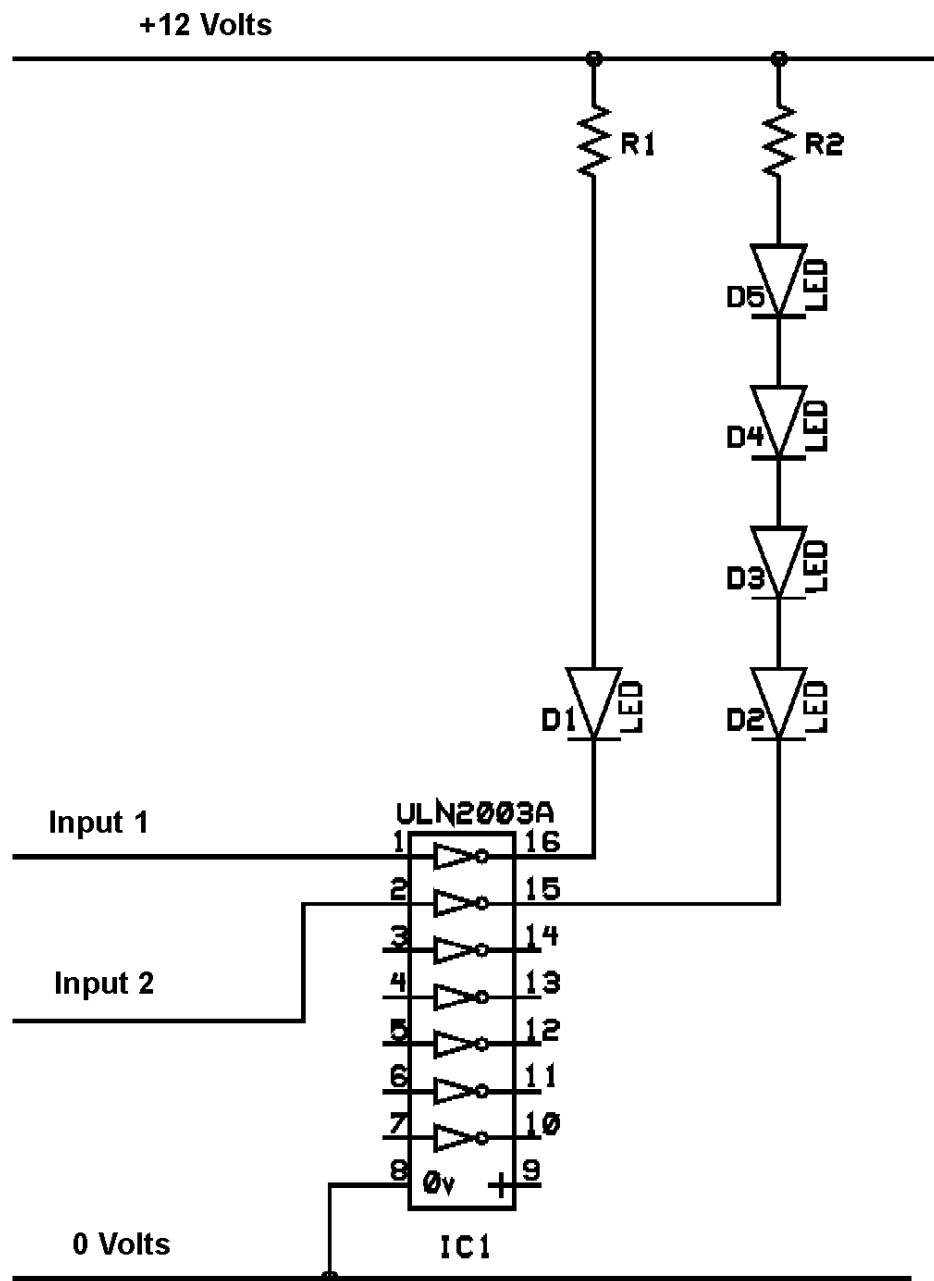 +12 Volts
R1
R2
D5
LED
D4
LED
D3
LED
D1
LED
D2
LED
ULN2003A
Input 1
1
16
2
15
3
14
Input 2
4
13
5
12
6
11
7
10
8
0v
+
9
0 Volts
IC1